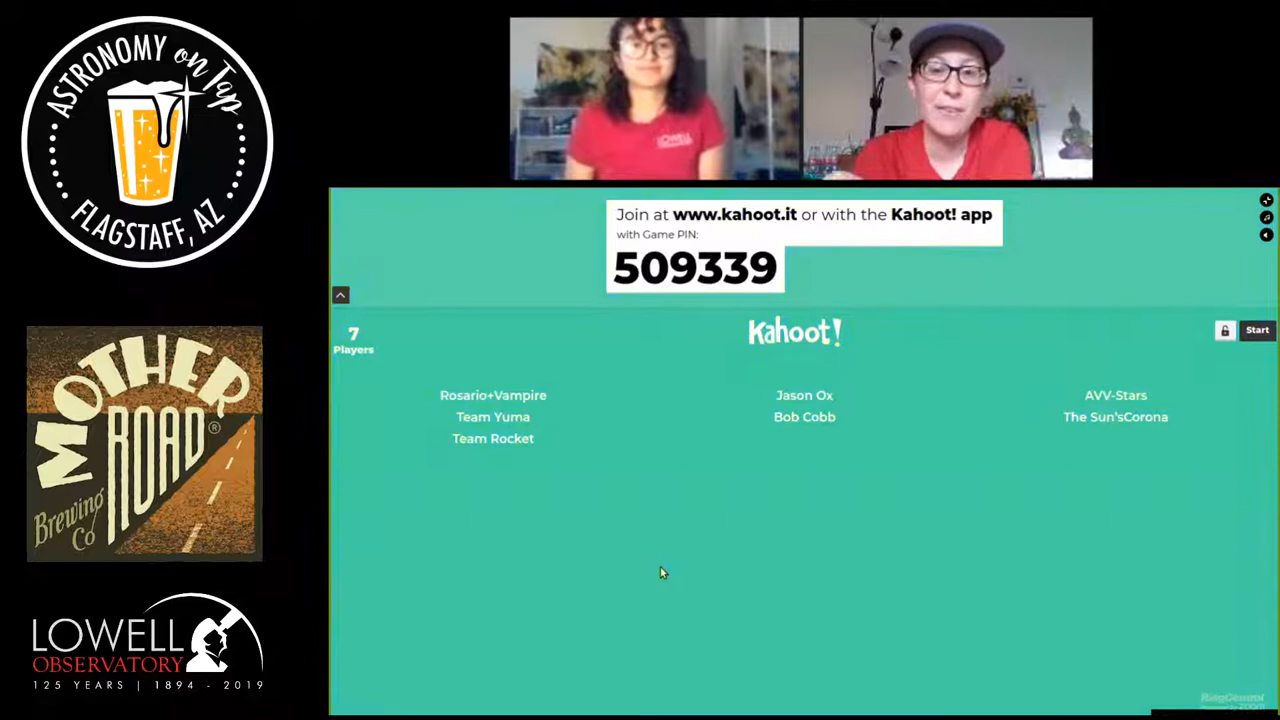 ASTRONOMY on Tap
FLAGSTAFF, AZ
MOTHER
ROAD®
Brewing
Co
LOWELL
OBSERVATORY
125 YEARS | 1894 - 2019
LOWELL
Join at www.kahoot.it or with the Kahoot! app
with Game PIN:
509339
7
Players
Kahoot!
Start
Rosario+Vampire
Jason Ox
AVV-Stars
Team Yuma
Bob Cobb
The Sun'sCorona
Team Rocket
RingCentral